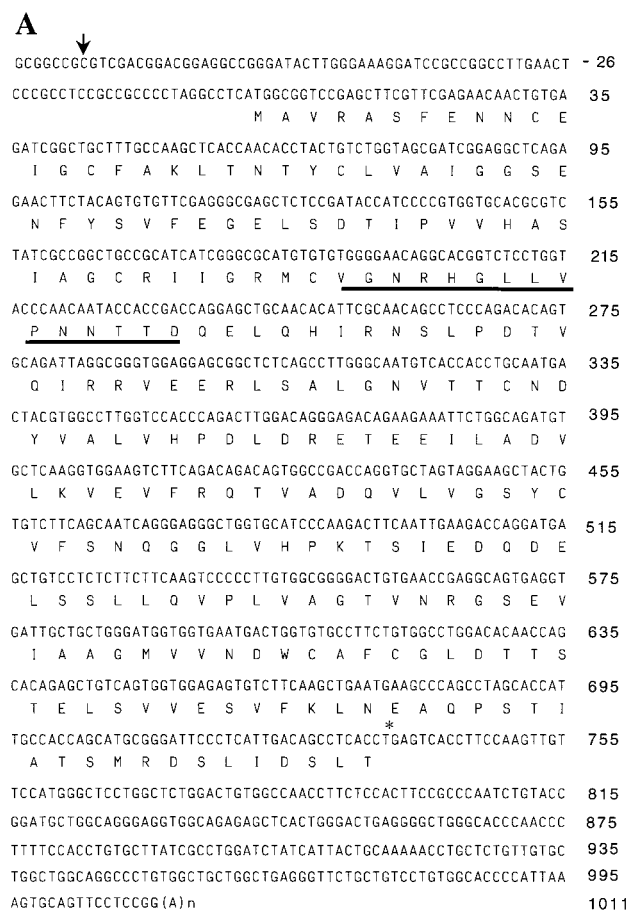 A
GCGGCCGCGTCGACGGACGGAGGCCGGGATACTTGGGAAAGGATCCGCCGGCCTTGAACT - 26
CCCGCCTCCGCCGCCCCTAGGCCTCATGGCGGTCCGAGCTTCGTTCGAGAACAACTGTGA 35
M A V R A S F E N N C E
GATCGGCTGCTTTGCCAAGCTCACCAACACCTACTGTCTGGTAGCGATCGGAGGCTCAGA 95
I G C F A K L T N T Y C L V A I G G S E
GAACTTCTACAGTGTGTTCGAGGGCGAGCTCTCCGATACCATCCCCGTGGTGCACGCGTC 155
N F Y S V F E G E L S D T I P V V H A S
TATCGCCGGCTGCCGCATCATCGGGCGCATGTGTGTGGGGAACAGGCACGGTCTCCTGGT 215
I A G C R I I G R M C V G N R H G L L V
ACCCAACAATACCACCGACCAGGAGCTGCAACACATTCGCAACAGCCTCCCAGACACAGT 275
P N N T T D Q E L Q H I R N S L P D T V
GCAGATTAGGCGGGTGGAGGAGCGGCTCTCAGCCTTGGGCAATGTCACCACCTGCAATGA 335
Q I R R V E E R L S A L G N V T T C N D
CTACGTGGCCTTGGTCCACCCAGACTTGGACAGGGAGACAGAAGAAATTCTGGCAGATGT 395
Y V A L V H P D L D R E T E E I L A D V
GCTCAAGGTGGAAGTCTTCAGACAGACAGTGGCCGACCAGGTGCTAGTAGGAAGCTACTG 455
L K V E V F R Q T V A D Q V L V G S Y C
TGTCTTCAGCAATCAGGGAGGGCTGGTGCATCCCAAGACTTCAATTGAAGACCAGGATGA 515
V F S N Q G G L V H P K T S I E D Q D E
GCTGTCCTCTCTTCTTCAAGTCCCCCTTGTGGCGGGGACTGTGAACCGAGGCAGTGAGGT 575
L S S L L Q V P L V A G T V N R G S E V
GATTGCTGCTGGGATGGTGGTGAATGACTGGTGTGCCTTCTGTGGCCTGGACACAACCAG 635
I A A G M V V N D W C A F C G L D T T S
CACAGAGCTGTCAGTGGTGGAGAGTGTCTTCAAGCTGAATGAAGCCCAGCCTAGCACCAT 695
T E L S V V E S V F K L N E A Q P S T I
*
TGCCACCAGCATGCGGGATTCCCTCATTGACAGCCTCACCTGAGTCACCTTCCAAGTTGT 755
A T S M R D S L I D S L T
TCCATGGGCTCCTGGCTCTGGACTGTGGCCAACCTTCTCCACTTCCGCCCAATCTGTACC 815
GGATGCTGGCAGGGAGGTGGCAGAGAGCTCACTGGGACTGAGGGGCTGGGCACCCAACCC 875
TTTTCCACCTGTGCTTATCGCCTGGATCTATCATTACTGCAAAAACCTGCTCTGTTGTGC 935
TGGCTGGCAGGCCCTGTGGCTGCTGGCTGAGGGTTCTGCTGTCCTGTGGCACCCCATTAA 995
AGTGCAGTTCCTCCGG(A)n 1011